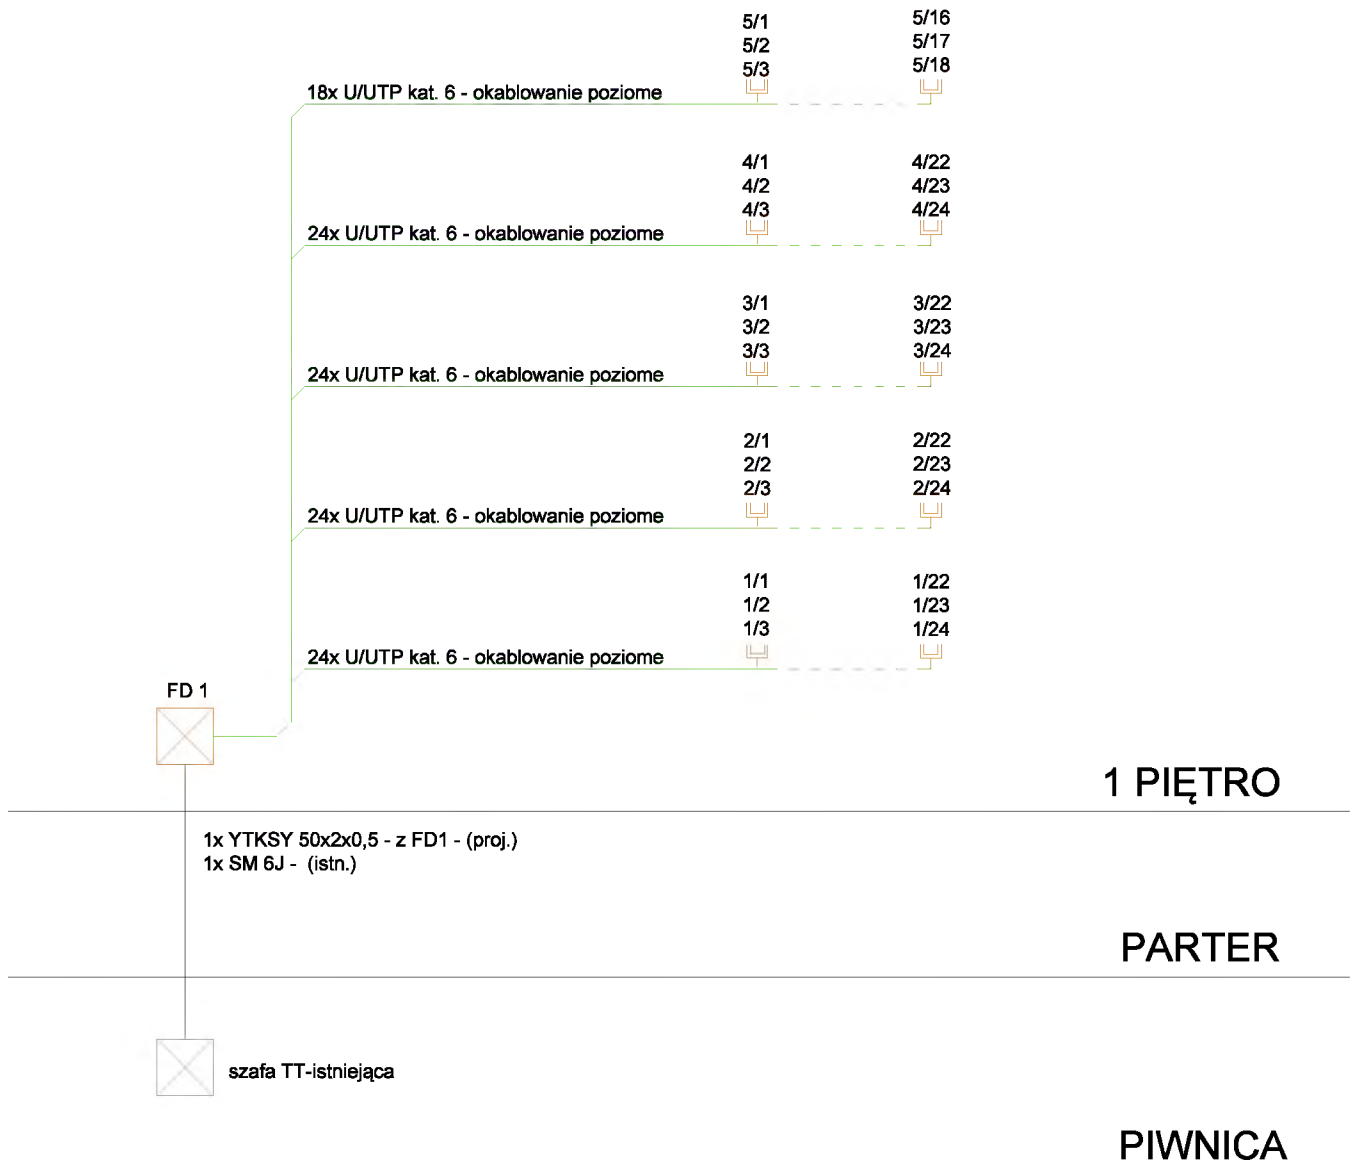 5/1
5/2
5/3
5/16
5/17
5/18
18x U/UTP kat. 6 - okablowanie poziome
4/1
4/2
4/3
4/22
4/23
4/24
24x U/UTP kat. 6 - okablowanie poziome
3/1
3/2
3/3
3/22
3/23
3/24
24x U/UTP kat. 6 - okablowanie poziome
2/1
2/2
2/3
2/22
2/23
2/24
24x U/UTP kat. 6 - okablowanie poziome
1/1
1/2
1/3
1/22
1/23
1/24
24x U/UTP kat. 6 - okablowanie poziome
FD 1
1 PIĘTRO
1x YTKSY 50x2x0,5 - z FD1 - (proj.)
1x SM 6J - (istn.)
PARTER
szafa TT-istniejąca
PIWNICA